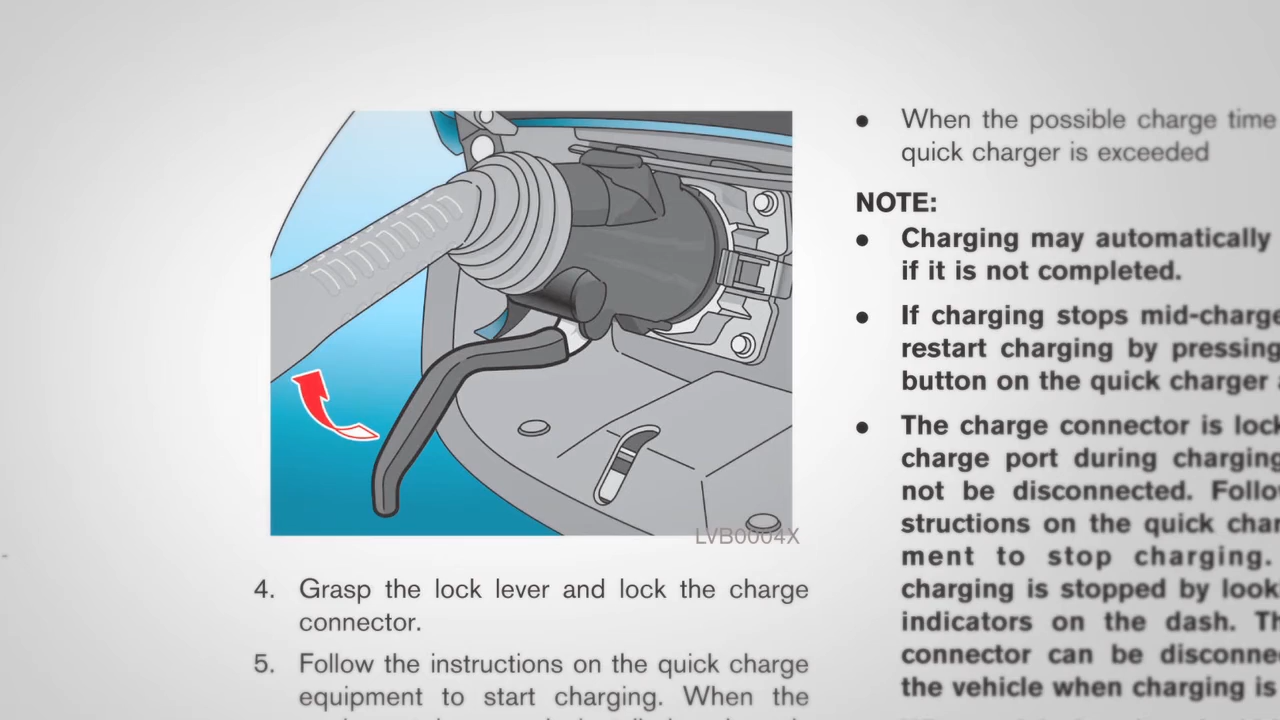 LVB0004X
4. Grasp the lock lever and lock the charge
connector.
5. Follow the instructions on the quick charge
equipment to start charging. When the
● When the possible charge time
quick charger is exceeded
NOTE:
● Charging may automatically
if it is not completed.
● If charging stops mid-charge
restart charging by pressing
button on the quick charger
● The charge connector is lock
charge port during charging
not be disconnected. Follo
structions on the quick char
ment to stop charging.
charging is stopped by look
indicators on the dash. Th
connector can be disconne
the vehicle when charging is